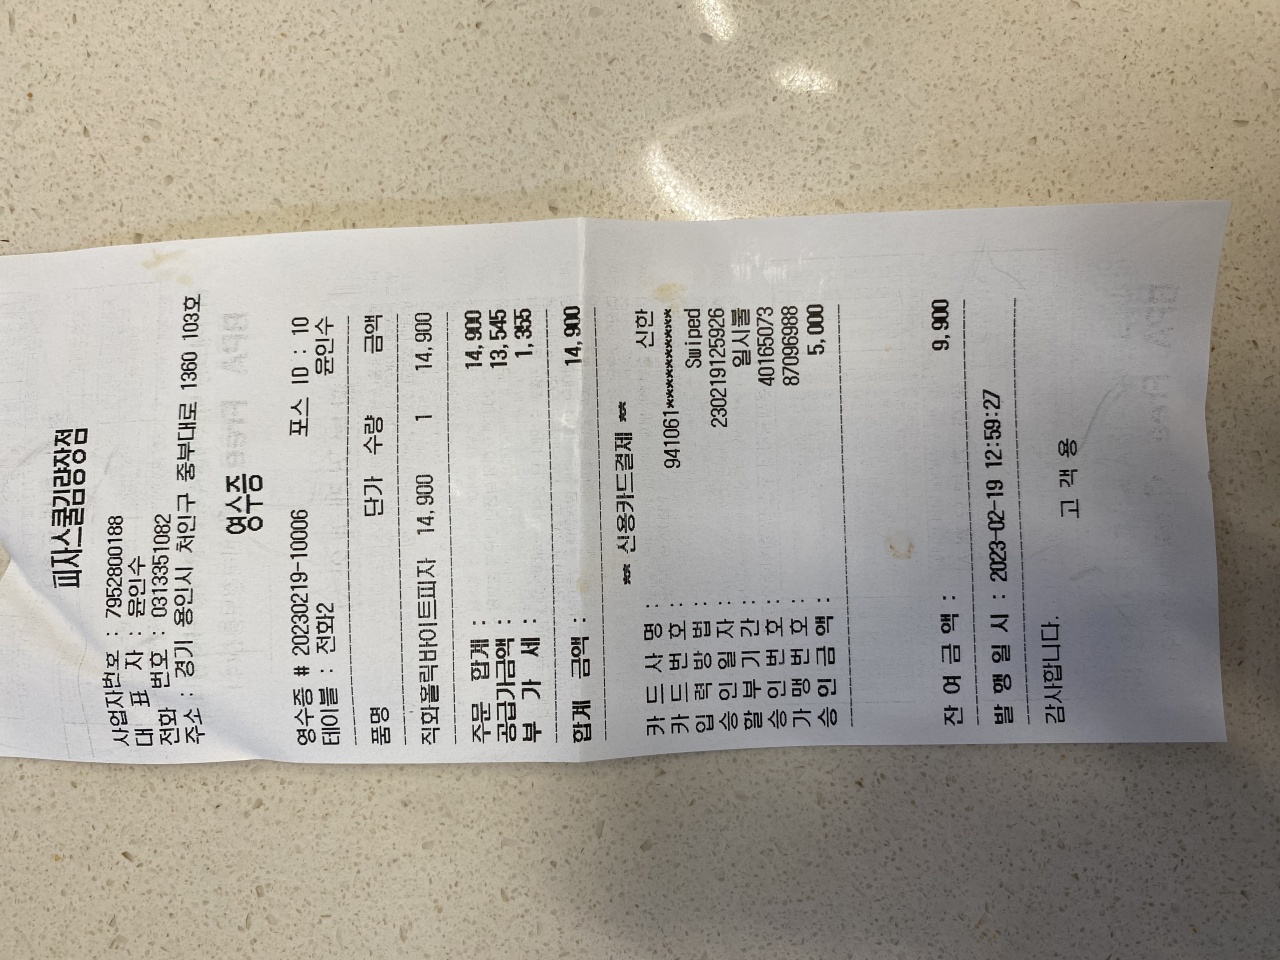 피자스쿨김량장점
사업자번호 : 7952800188
대 표 자 : 윤인수
전화 번호 : 0313351082
주소 : 경기 용인시 처인구 중부대로 1360 103호
영수증
영수증 # 20230219-10006 포스 ID : 10
테이블 : 전화2 윤인수
품명 단가 수량 금액
직화홀릭바이트피자 14,900 1 14,900
주문 합계 : 14,900
공급가금액 : 13,545
부 가 세 : 1,355
합계 금액 : 14,900
** 신용카드결제 **
카 드 사 명 : 신한
카 드 번 호 : 941061**********
입 력 방 법 : Swiped
승 인 일 자 : 230219125926
할 부 기 간 : 일시불
승 인 번 호 : 40165073
가 맹 번 호 : 87096988
승 인 금 액 : 5,000
잔 여 금 액 : 9,900
발 행 일 시 : 2023-02-19 12:59:27
감사합니다.
고 객 용